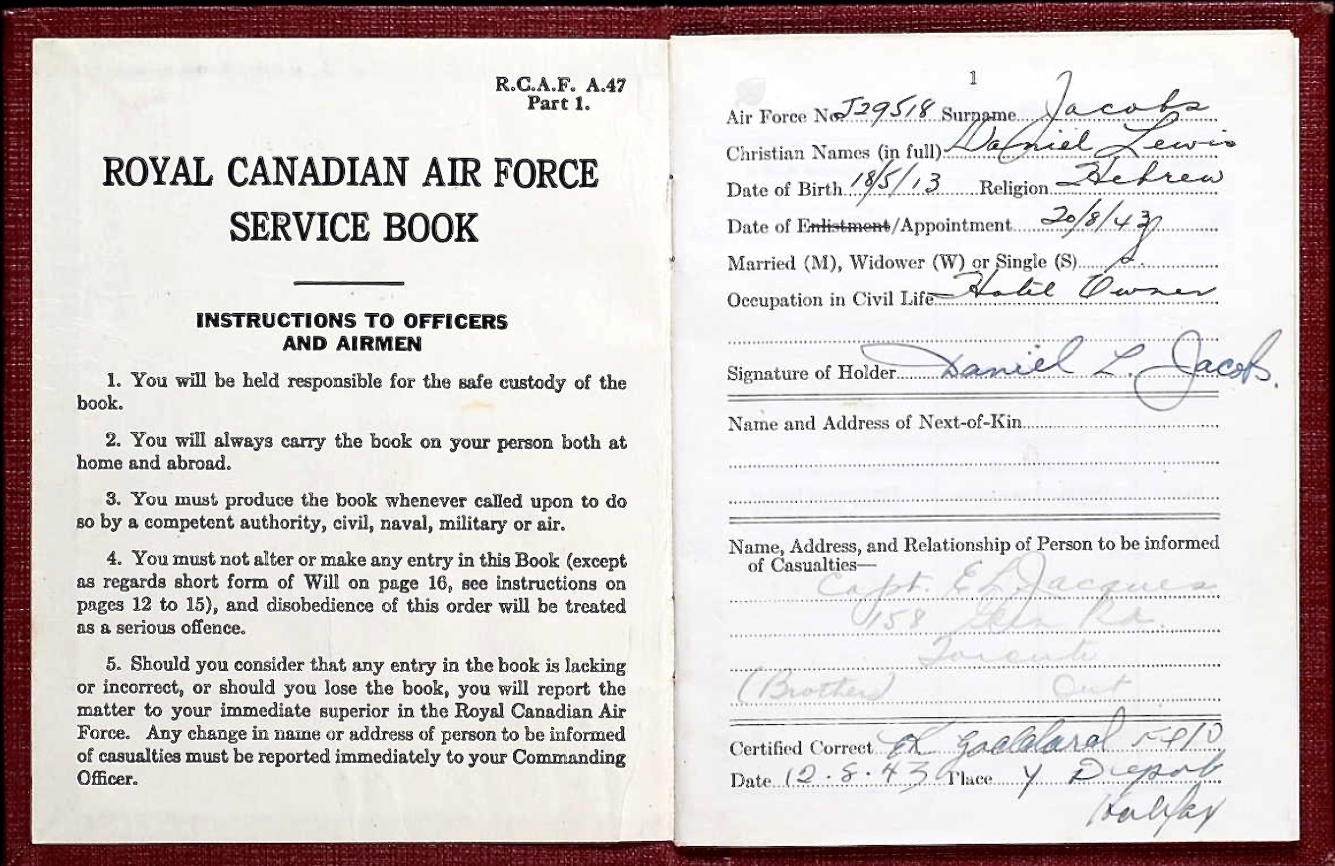 R.C.A.F. A.47
Part 1.
ROYAL CANADIAN AIR FORCE
SERVICE BOOK
INSTRUCTIONS TO OFFICERS
AND AIRMEN
1. You will be held responsible for the safe custody of the
book.
2. You will always carry the book on your person both at
home and abroad.
3. You must produce the book whenever called upon to do
so by a competent authority, civil, naval, military or air.
4. You must not alter or make any entry in this Book (except
as regards short form of Will on page 16, see instructions on
pages 12 to 15), and disobedience of this order will be treated
as a serious offence.
5. Should you consider that any entry in the book is lacking
or incorrect, or should you lose the book, you will report the
matter to your immediate superior in the Royal Canadian Air
Force. Any change in name or address of person to be informed
of casualties must be reported immediately to your Commanding
Officer.
1
Air Force No. J29518 Surname Jacobs
Christian Names (in full) Daniel Lewis
Date of Birth 18/5/13 Religion Hebrew
Date of Enlistment/Appointment 20/8/43
Married (M), Widower (W) or Single (S) S.
Occupation in Civil Life Hotel Owner
Signature of Holder Daniel L. Jacobs.
Name and Address of Next-of-Kin
Name, Address, and Relationship of Person to be informed
of Casualties—
Capt. E L Jacques
158 Glen Rd.
Toronto
(Brother) Ont
Certified Correct Goddard F/O
Date 12.8.43 Place Y Depot
Halifax